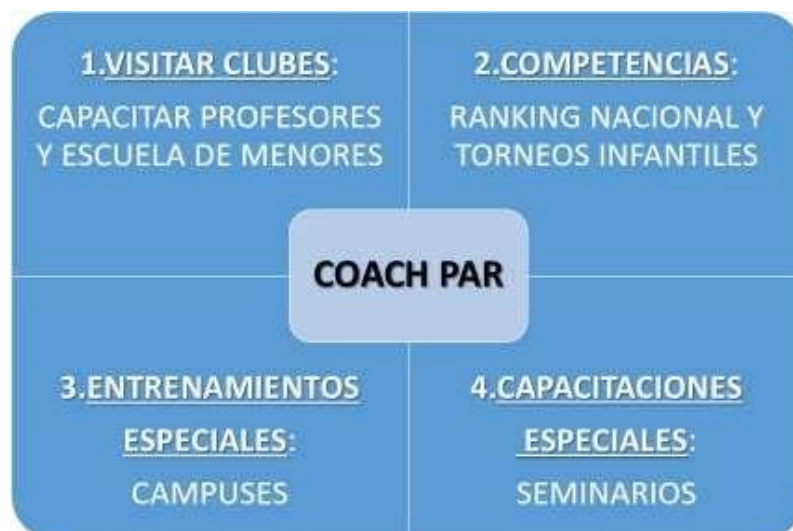 1.VISITAR CLUBES:
CAPACITAR PROFESORES
Y ESCUELA DE MENORES
2.COMPETENCIAS:
RANKING NACIONAL Y
TORNEOS INFANTILES
COACH PAR
3.ENTRENAMIENTOS
ESPECIALES:
CAMPUSES
4.CAPACITACIONES
ESPECIALES:
SEMINARIOS